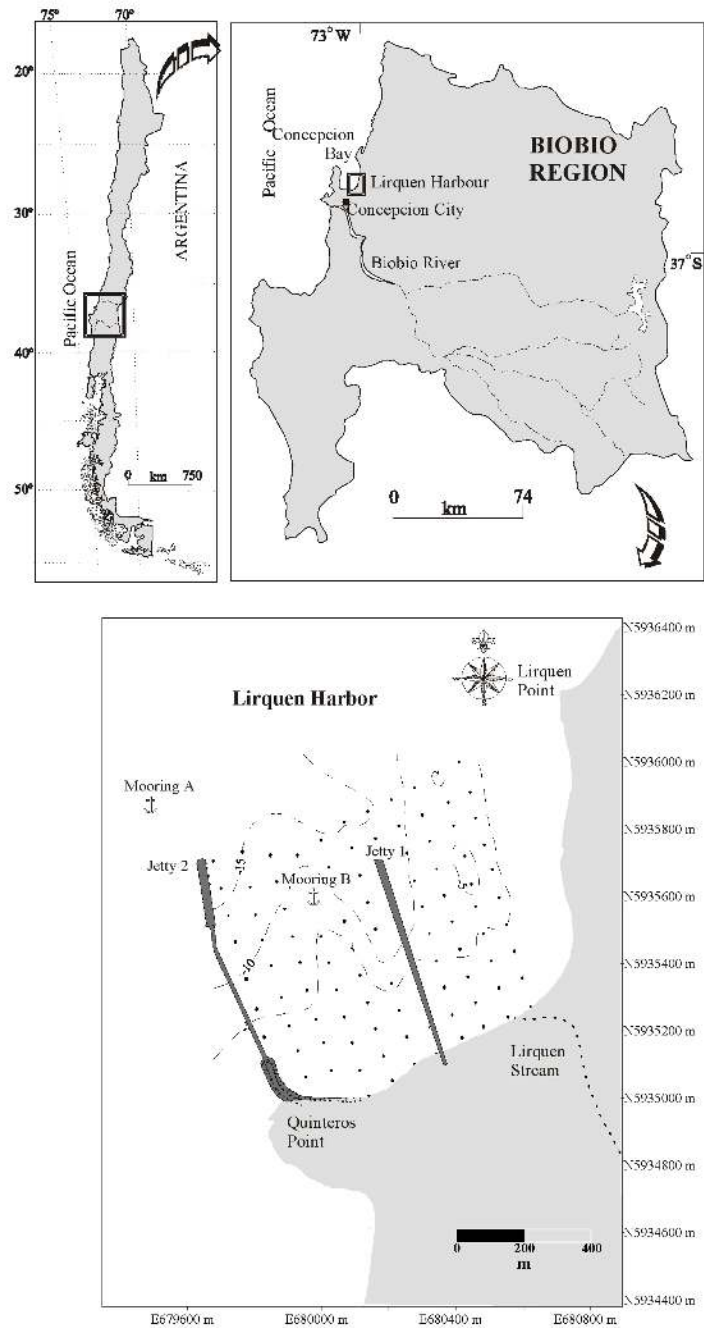 75°
70°
20°
30°
40°
50°
Pacific Ocean
ARGENTINA
km
0
750
73°W
Pacific Ocean
Concepcion
Bay
BIOBIO
REGION
Lirquen Harbour
Concepcion City
Biobio River
37°S
0
74
km
Lirquen Harbor
Lirquen
Point
Mooring A
Jetty 2
-15
Mooring B
Jetty 1
-10
Lirquen
Stream
Quinteros
Point
0
200
400
m
N5936400 m
N5936200 m
N5936000 m
N5935800 m
N5935600 m
N5935400 m
N5935200 m
N5935000 m
N5934800 m
N5934600 m
N5934400 m
E679600 m
E680000 m
E680400 m
E680800 m